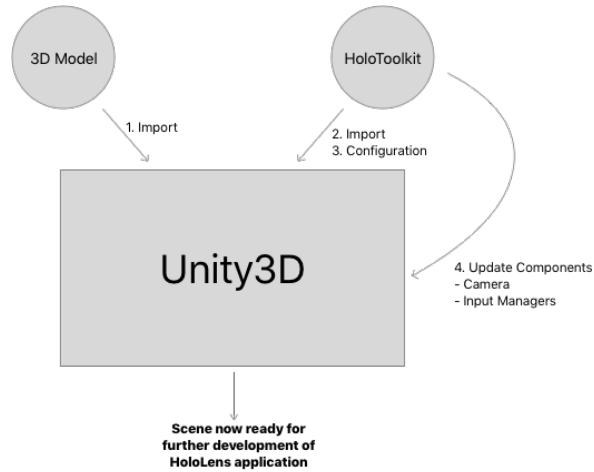 3D Model
HoloToolkit
1. Import
2. Import
3. Configuration
Unity3D
4. Update Components
- Camera
- Input Managers
Scene now ready for
further development of
HoloLens application